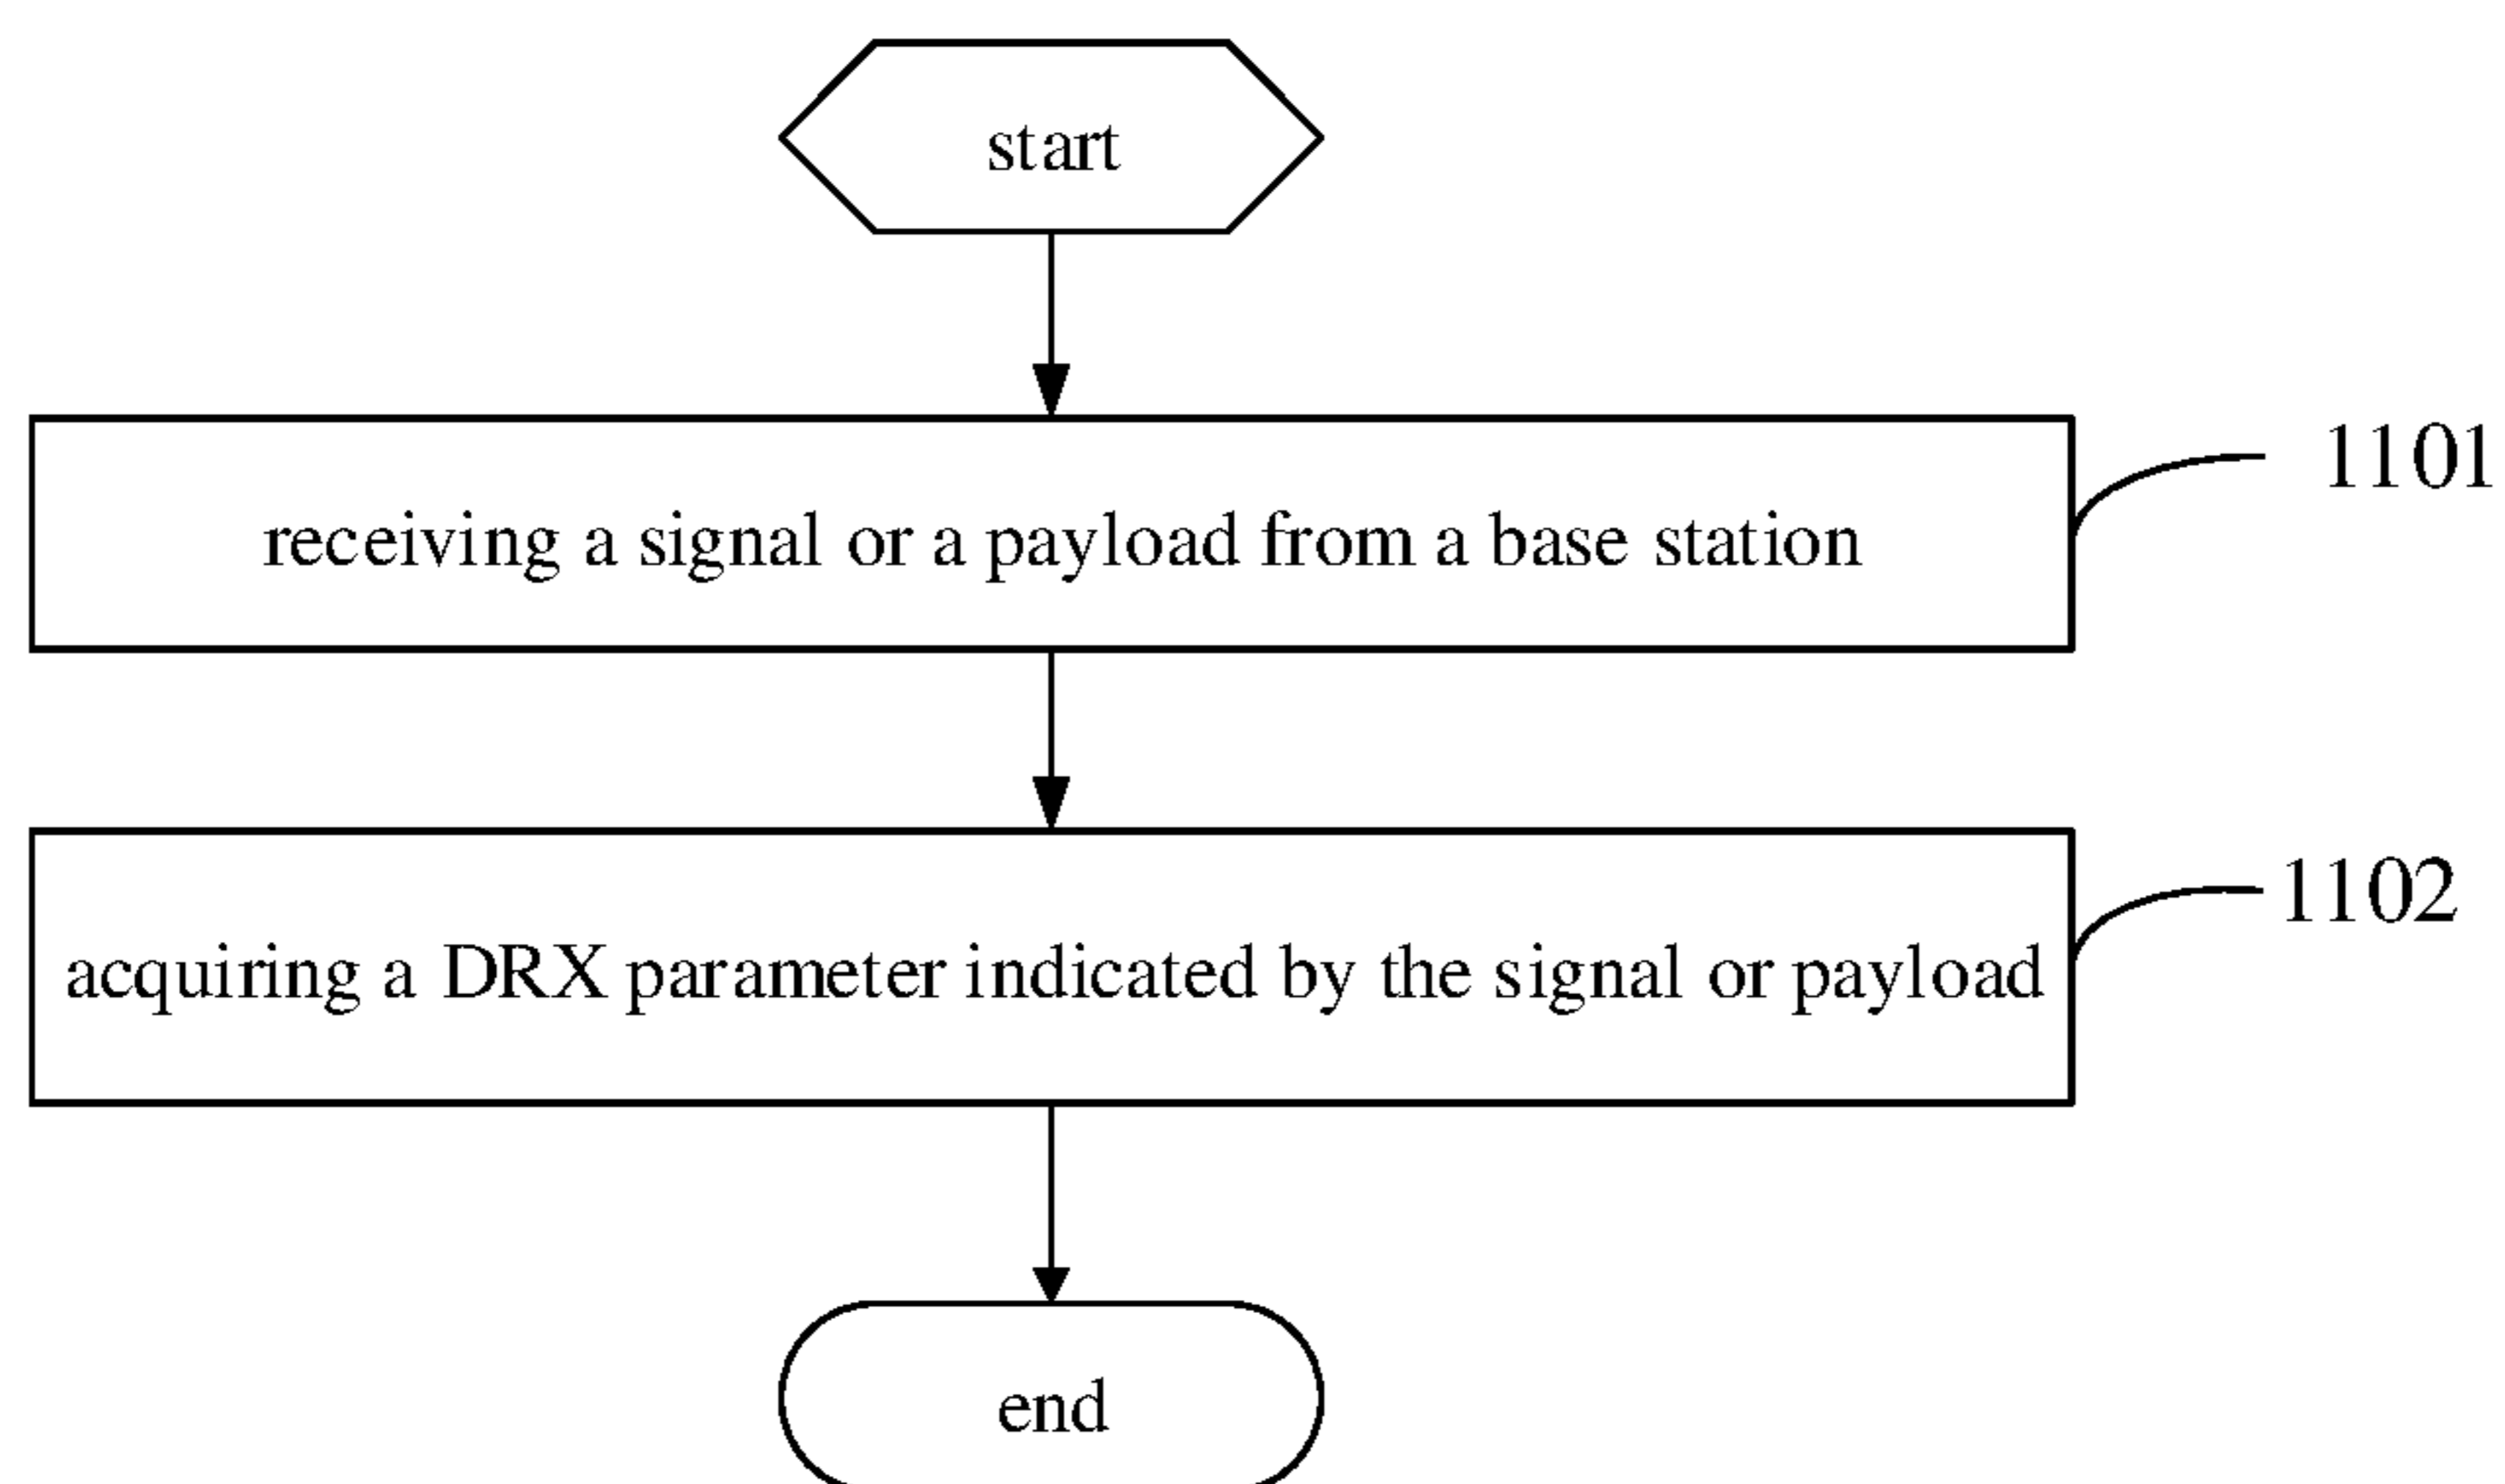 start
receiving a signal or a payload from a base station
1101
acquiring a DRX parameter indicated by the signal or payload
1102
end